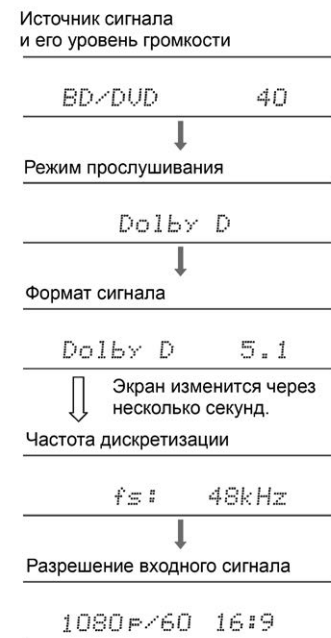 Источник сигнала
и его уровень громкости
BD/DVD 40
Режим прослушивания
Dolby D
Формат сигнала
Dolby D 5.1
Экран изменится через
несколько секунд.
Частота дискретизации
fs: 48kHz
Разрешение входного сигнала
1080p/60 16:9